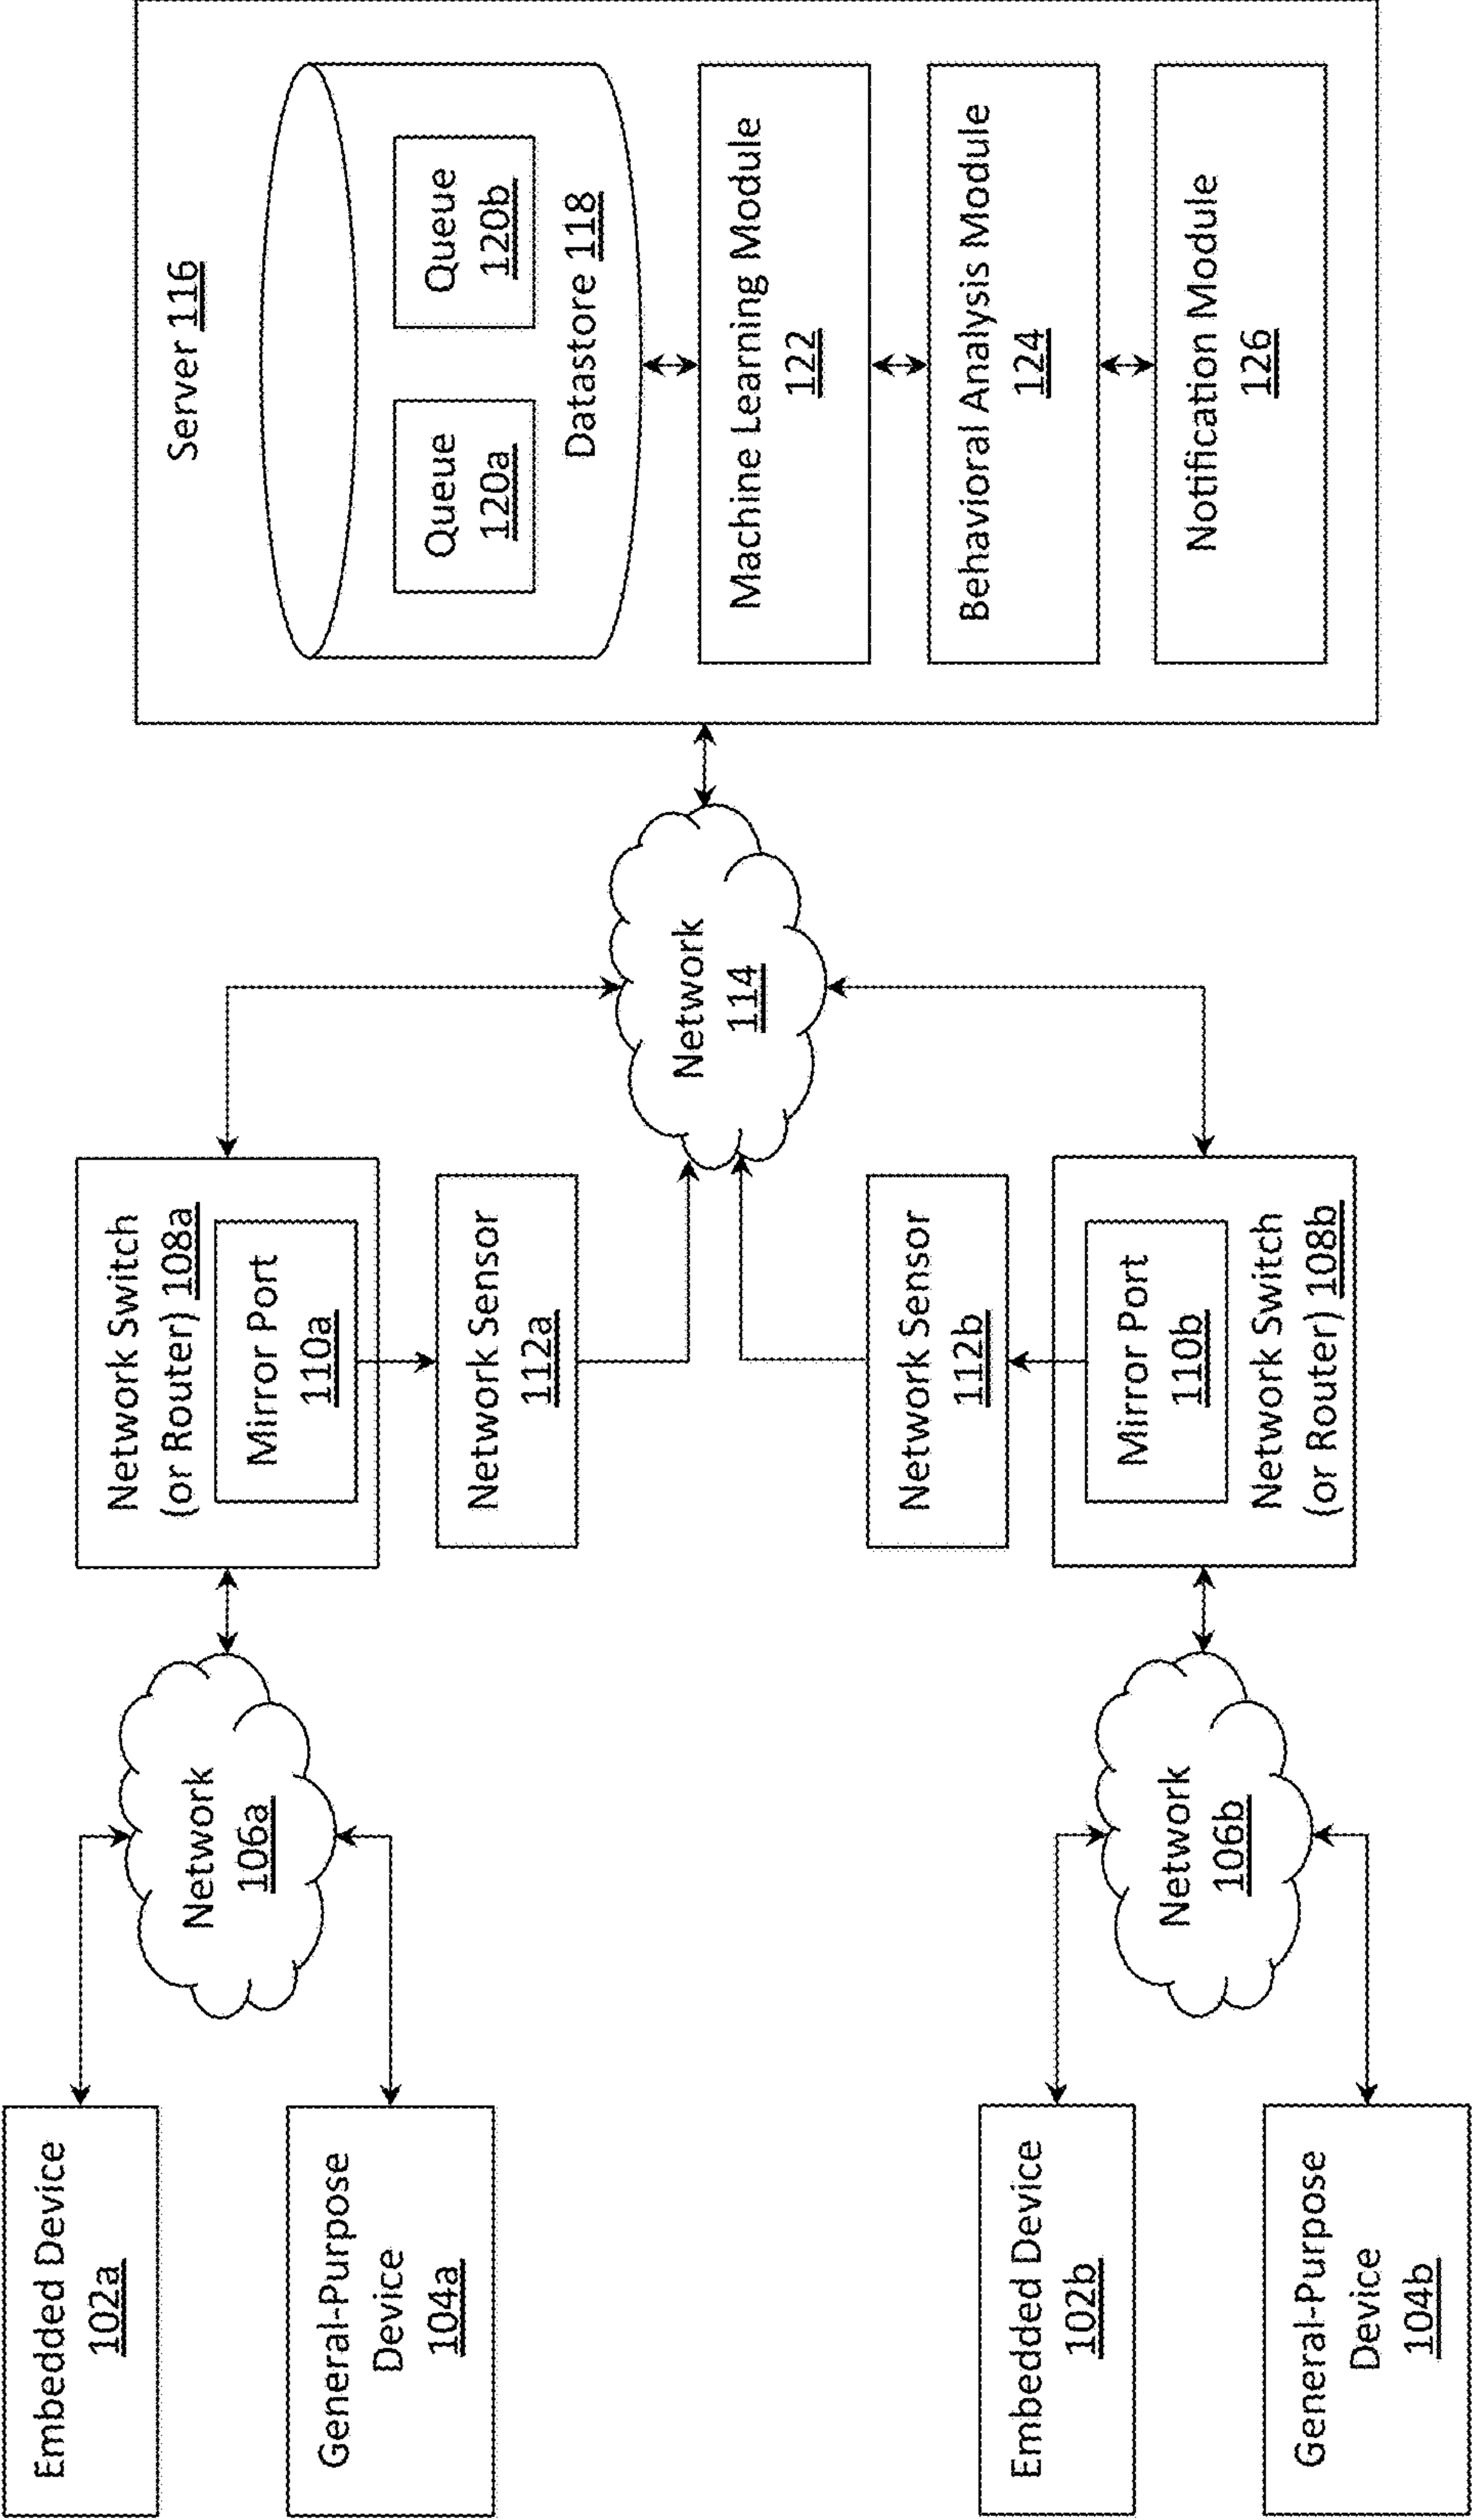 Embedded Device
102a
General-Purpose
Device
104a
Network
106a
Network Switch
(or Router) 108a
Mirror Port
110a
Network Sensor
112a
Embedded Device
102b
General-Purpose
Device
104b
Network
106b
Network Sensor
112b
Mirror Port
110b
Network Switch
(or Router) 108b
Network
114
Server 116
Queue
120a
Queue
120b
Datastore 118
Machine Learning Module
122
Behavioral Analysis Module
124
Notification Module
126